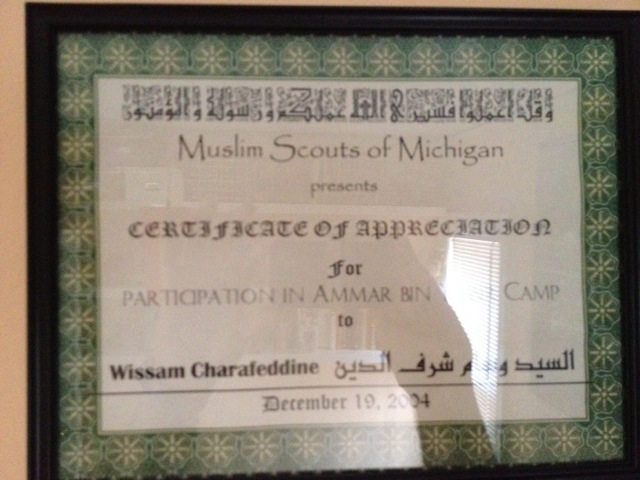 وقل اعملوا فسيرى الله عملكم ورسوله والمؤمنون
Muslim Scouts of Michigan
presents
CERTIFICATE OF APPRECIATION
For
PARTICIPATION IN AMMAR BIN CAMP
to
Wissam Charafeddine السيد وسام شرف الدين
December 19, 2004